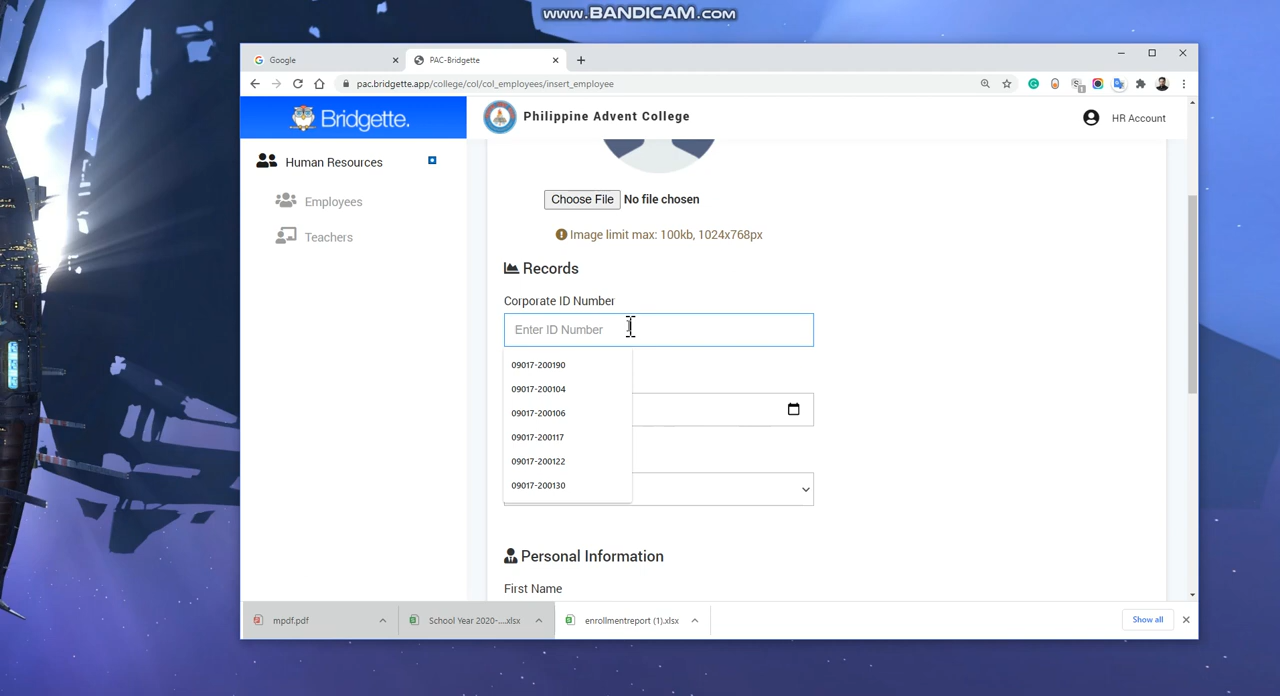 www.BANDICAM.com
Google
PAC-Bridgette
pac.bridgette.app/college/col/col_employees/insert_employee
Bridgette.
Philippine Advent College
HR Account
Human Resources
Employees
Teachers
Choose File No file chosen
Image limit max: 100kb, 1024x768px
Records
Corporate ID Number
Enter ID Number
09017-200190
09017-200104
09017-200106
09017-200117
09017-200122
09017-200130
Personal Information
First Name
mpdf.pdf
School Year 2020-....xlsx
enrollmentreport (1).xlsx
Show all